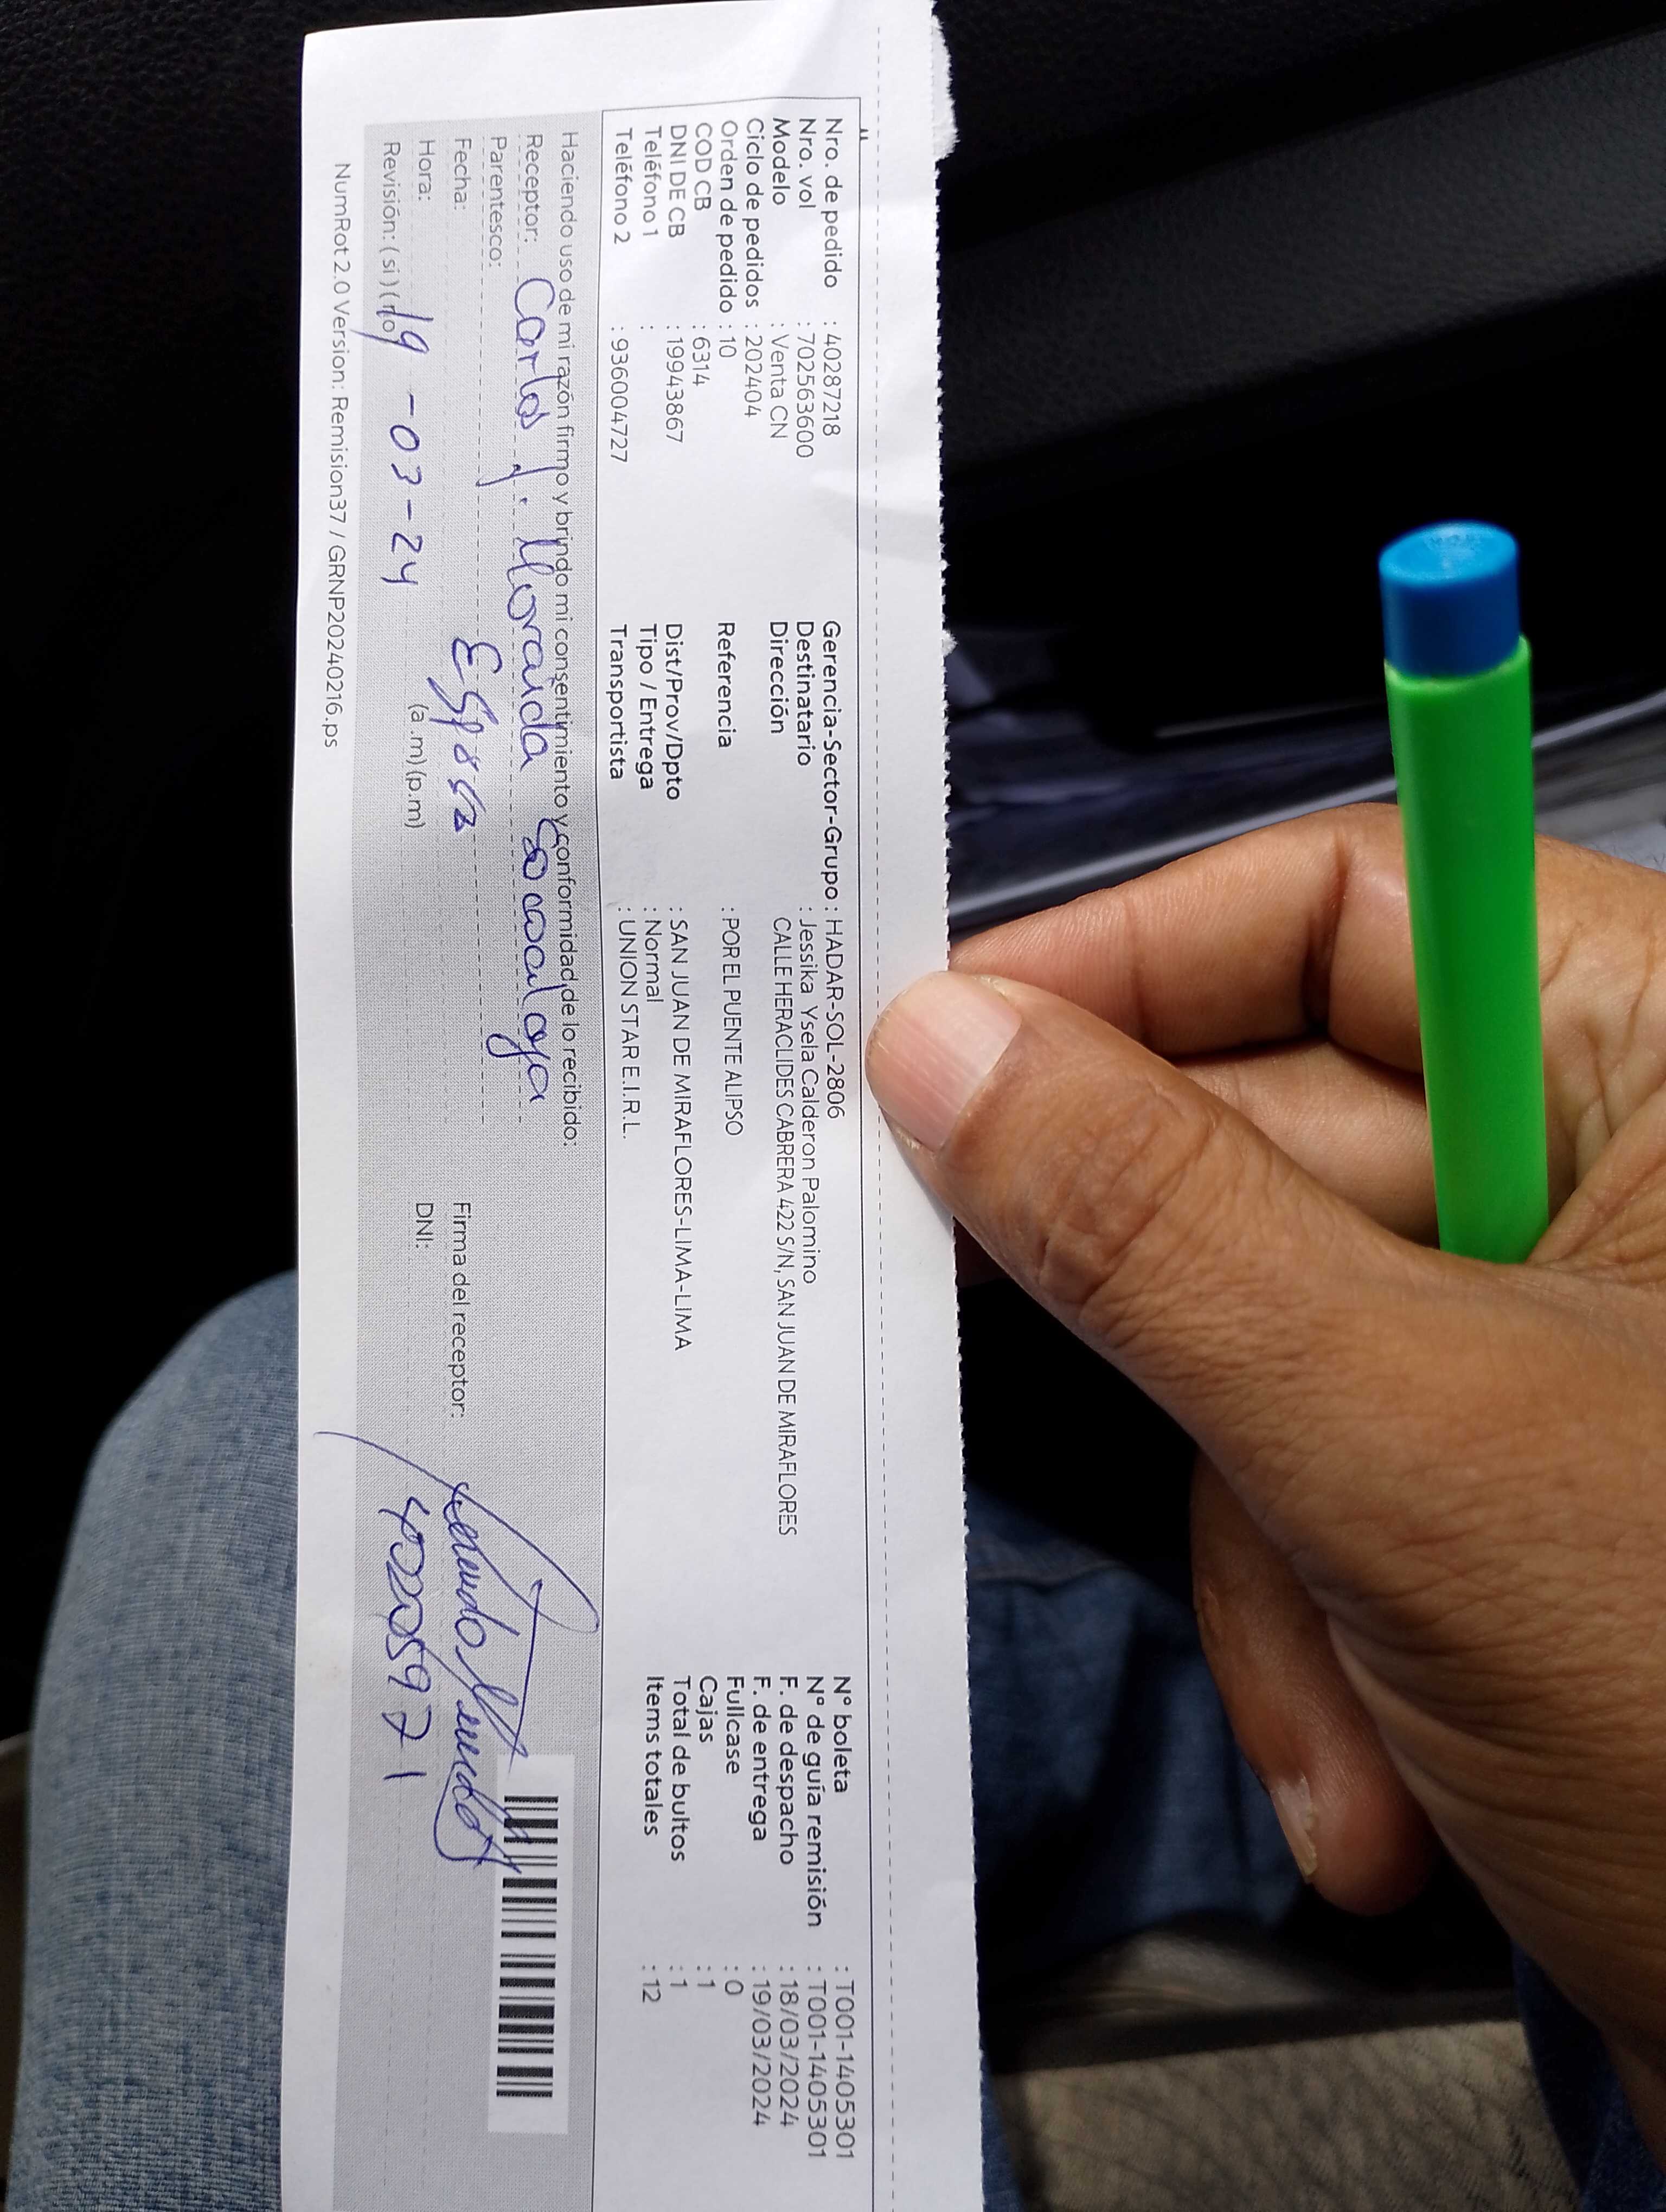 Nro. de pedido : 40287218 Gerencia-Sector-Grupo : HADAR-SOL-2806 N° boleta : T001-1405301
Nro. vol : 702563600 Destinatario : Jessika Ysela Calderon Palomino N° de guía remisión : T001-1405301
Modelo : Venta CN Dirección CALLE HERACLIDES CABRERA 422 S/N, SAN JUAN DE MIRAFLORES F. de despacho : 18/03/2024
Ciclo de pedidos : 202404 F. de entrega : 19/03/2024
Orden de pedido : 10 Referencia : POR EL PUENTE ALIPSO Fullcase : 0
COD CB : 6314 Cajas : 1
DNI DE CB : 19943867 Dist/Prov/Dpto : SAN JUAN DE MIRAFLORES-LIMA-LIMA Total de bultos : 1
Teléfono 1 : Tipo / Entrega : Normal Items totales : 12
Teléfono 2 : 936004727 Transportista : UNION STAR E.I.R.L.
Haciendo uso de mi razón firmo y brindo mi consentimiento y conformidad de lo recibido:
Receptor: Carlos
Parentesco:
Fecha: Firma del receptor:
Hora: 19-03-24 (a.m)(p.m) DNI: 40220597 1
Revisión: (si)(no)
NumRot 2.0 Version: Remision37 / GRNP20240216.ps